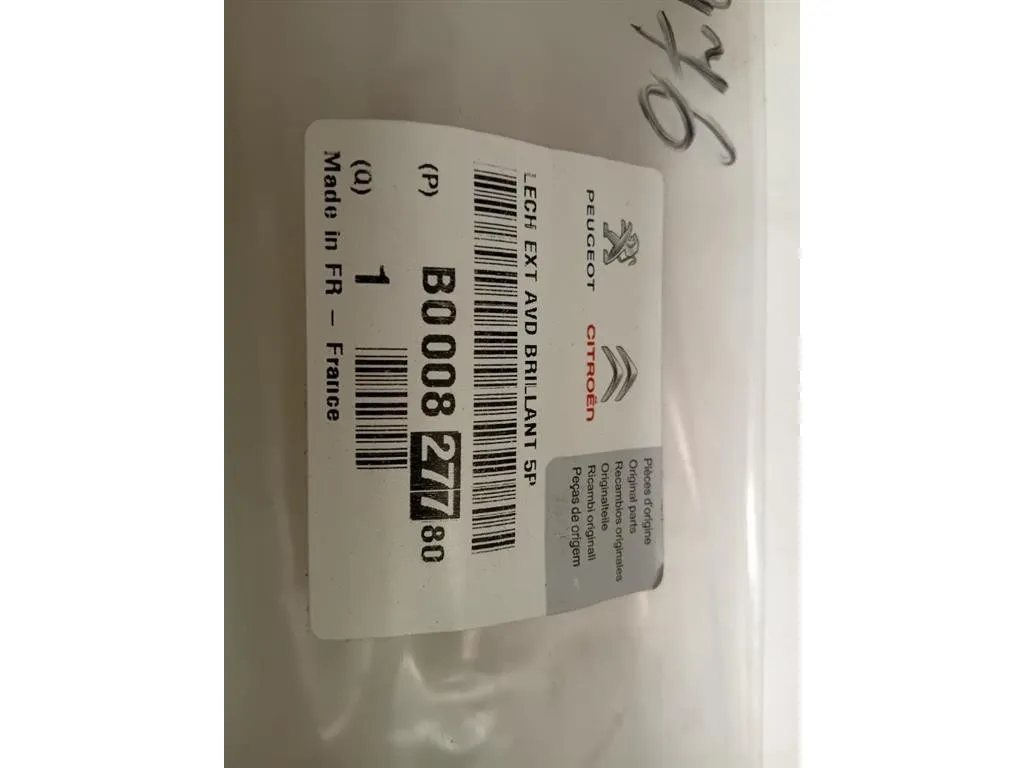 PEUGEOT CITROËN
Pièces d'origine
Original parts
Recambios originales
Originalteile
Ricambi originali
Peças de origem
LECH EXT AVD BRILLANT 5P
(P) B0008 277 80
(Q) 1
Made in FR – France